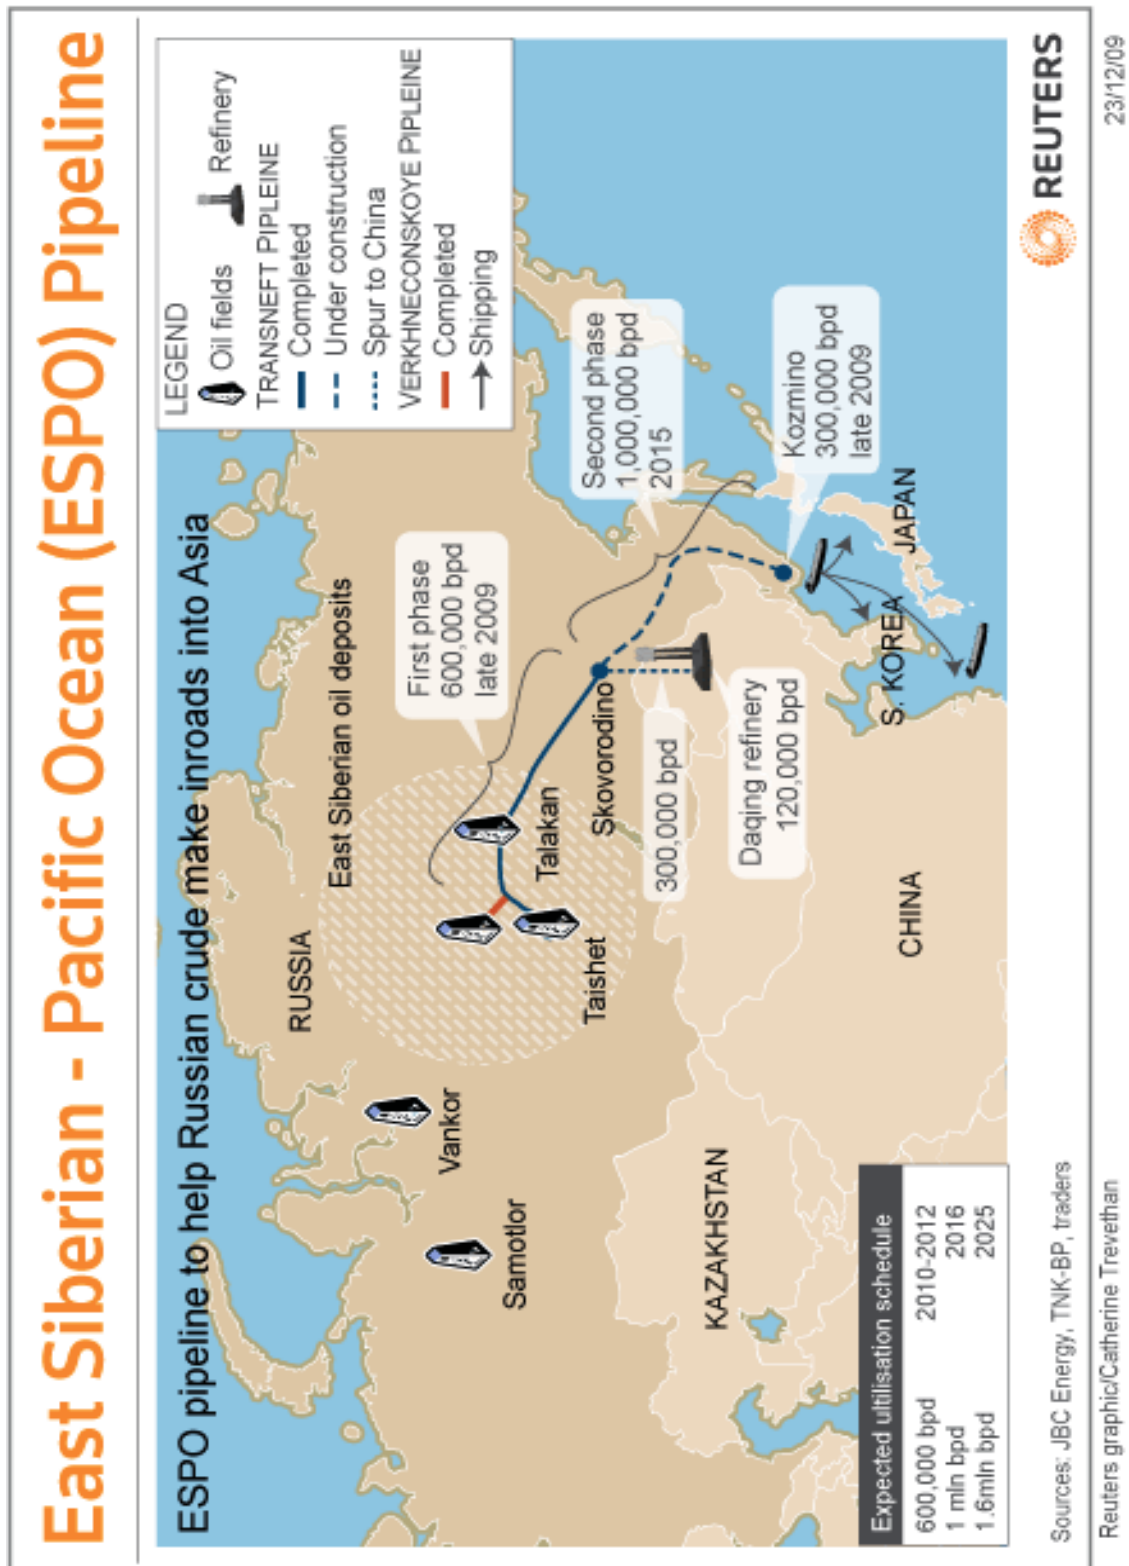 East Siberian - Pacific Ocean (ESPO) Pipeline
ESPO pipeline to help Russian crude make inroads into Asia
LEGEND
Oil fields
Refinery
TRANSNEFT PIPLEINE
Completed
Under construction
Spur to China
VERKHNECONSKOYE PIPLEINE
Completed
Shipping
RUSSIA
East Siberian oil deposits
First phase
600,000 bpd
late 2009
Second phase
1,000,000 bpd
2015
Vankor
Samotlor
Taishet
Talakan
Skovorodino
300,000 bpd
Daqing refinery
120,000 bpd
Kozmino
300,000 bpd
late 2009
KAZAKHSTAN
CHINA
S. KOREA
JAPAN
Expected ultilisation schedule
600,000 bpd 2010-2012
1 mln bpd 2016
1.6mln bpd 2025
Sources: JBC Energy, TNK-BP, traders
REUTERS
Reuters graphic/Catherine Trevethan
23/12/09